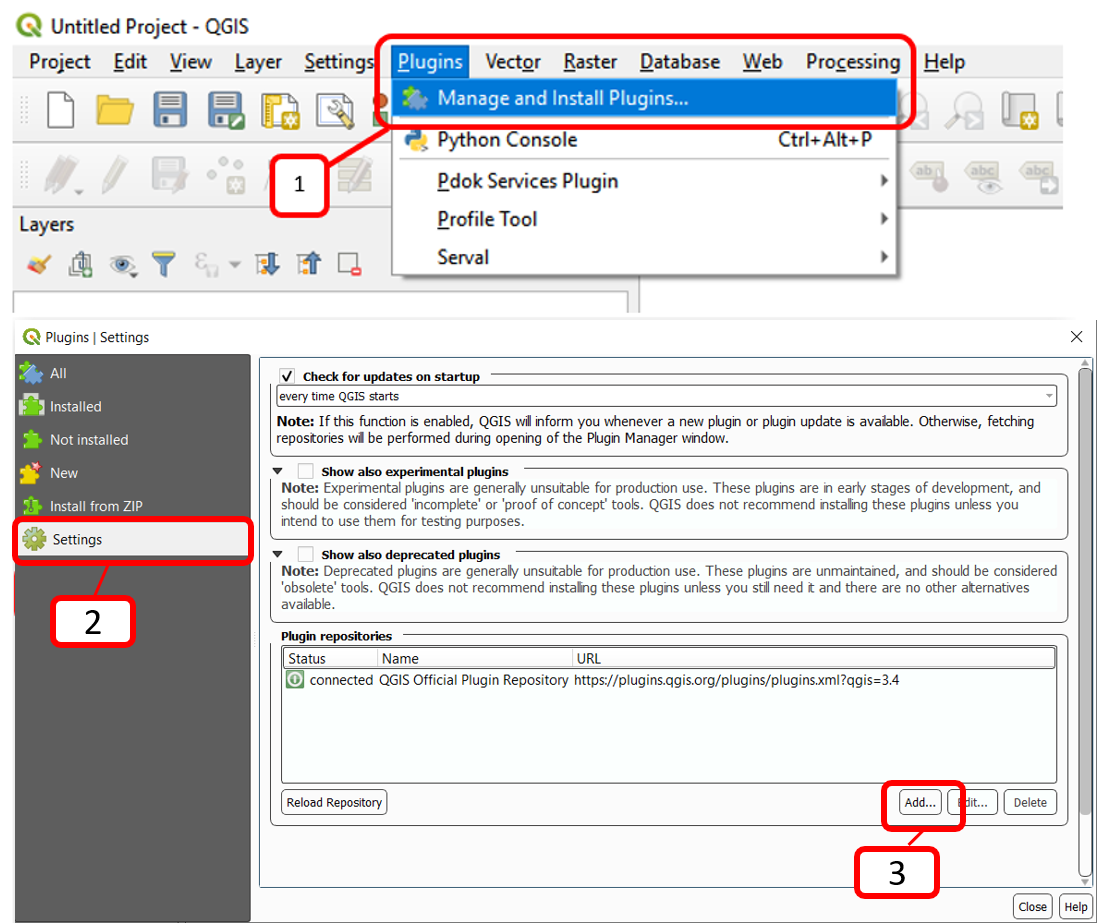 Untitled Project - QGIS
Project Edit View Layer Settings Plugins Vector Raster Database Web Processing Help
Manage and Install Plugins...
Python Console Ctrl+Alt+P
1
Pdok Services Plugin
Profile Tool
Serval
abc
abc
Layers
Plugins | Settings
All
Installed
Not installed
New
Install from ZIP
Settings
2
Check for updates on startup
every time QGIS starts
Note: If this function is enabled, QGIS will inform you whenever a new plugin or plugin update is available. Otherwise, fetching
repositories will be performed during opening of the Plugin Manager window.
Show also experimental plugins
Note: Experimental plugins are generally unsuitable for production use. These plugins are in early stages of development, and
should be considered 'incomplete' or 'proof of concept' tools. QGIS does not recommend installing these plugins unless you
intend to use them for testing purposes.
Show also deprecated plugins
Note: Deprecated plugins are generally unsuitable for production use. These plugins are unmaintained, and should be considered
'obsolete' tools. QGIS does not recommend installing these plugins unless you still need it and there are no other alternatives
available.
Plugin repositories
Status Name URL
connected QGIS Official Plugin Repository https://plugins.qgis.org/plugins/plugins.xml?qgis=3.4
Reload Repository Add... Edit... Delete
3
Close Help